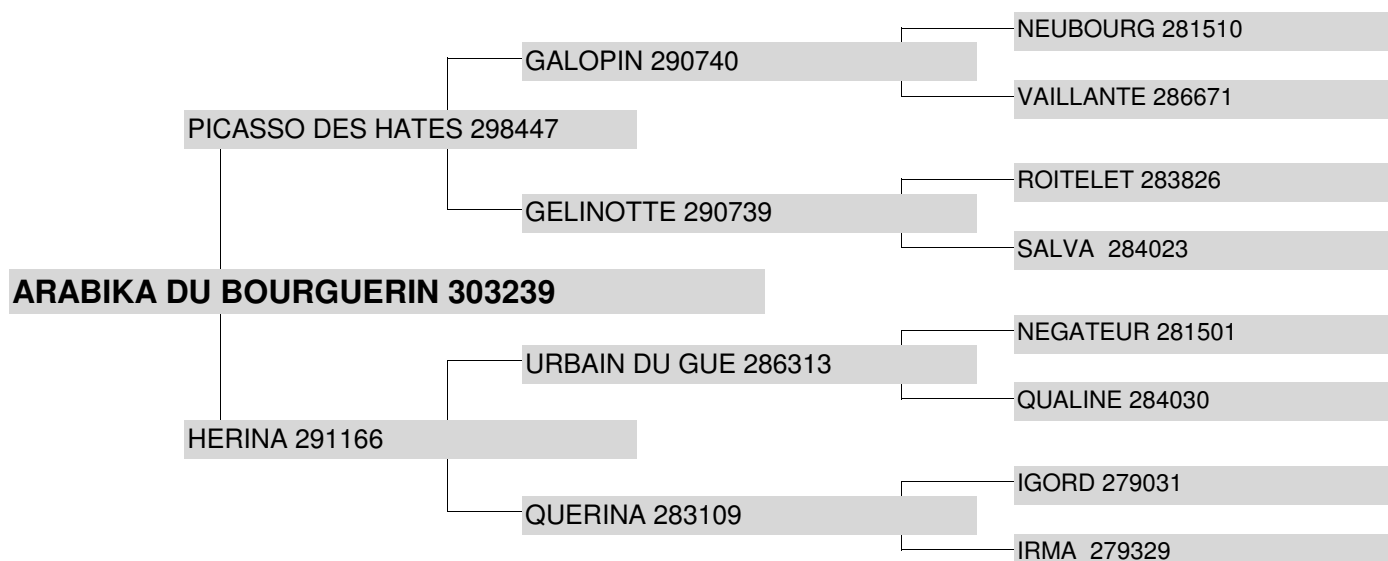 NEUBOURG 281510
GALOPIN 290740
VAILLANTE 286671
PICASSO DES HATES 298447
ROITELET 283826
GELINOTTE 290739
SALVA 284023
ARABIKA DU BOURGUERIN 303239
NEGATEUR 281501
URBAIN DU GUE 286313
QUALINE 284030
HERINA 291166
IGORD 279031
QUERINA 283109
IRMA 279329